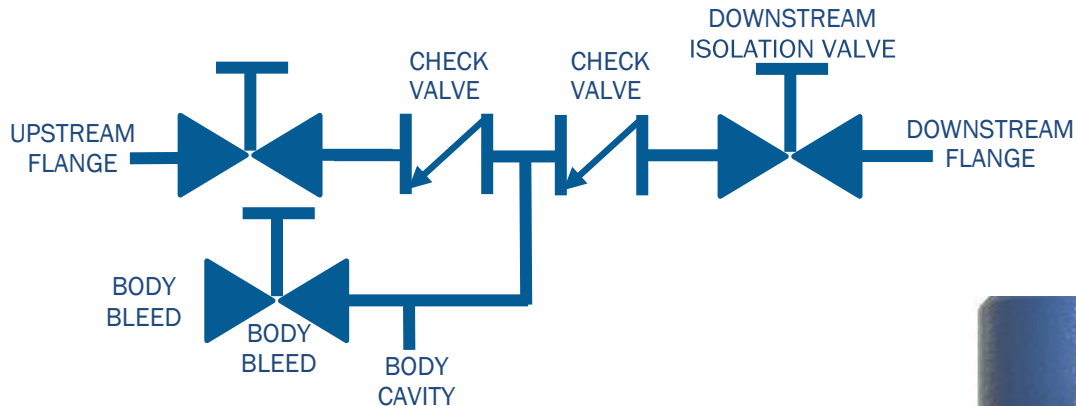 DOWNSTREAM
ISOLATION VALVE
CHECK
VALVE
CHECK
VALVE
UPSTREAM
FLANGE
DOWNSTREAM
FLANGE
BODY
BLEED
BODY
BLEED
BODY
CAVITY